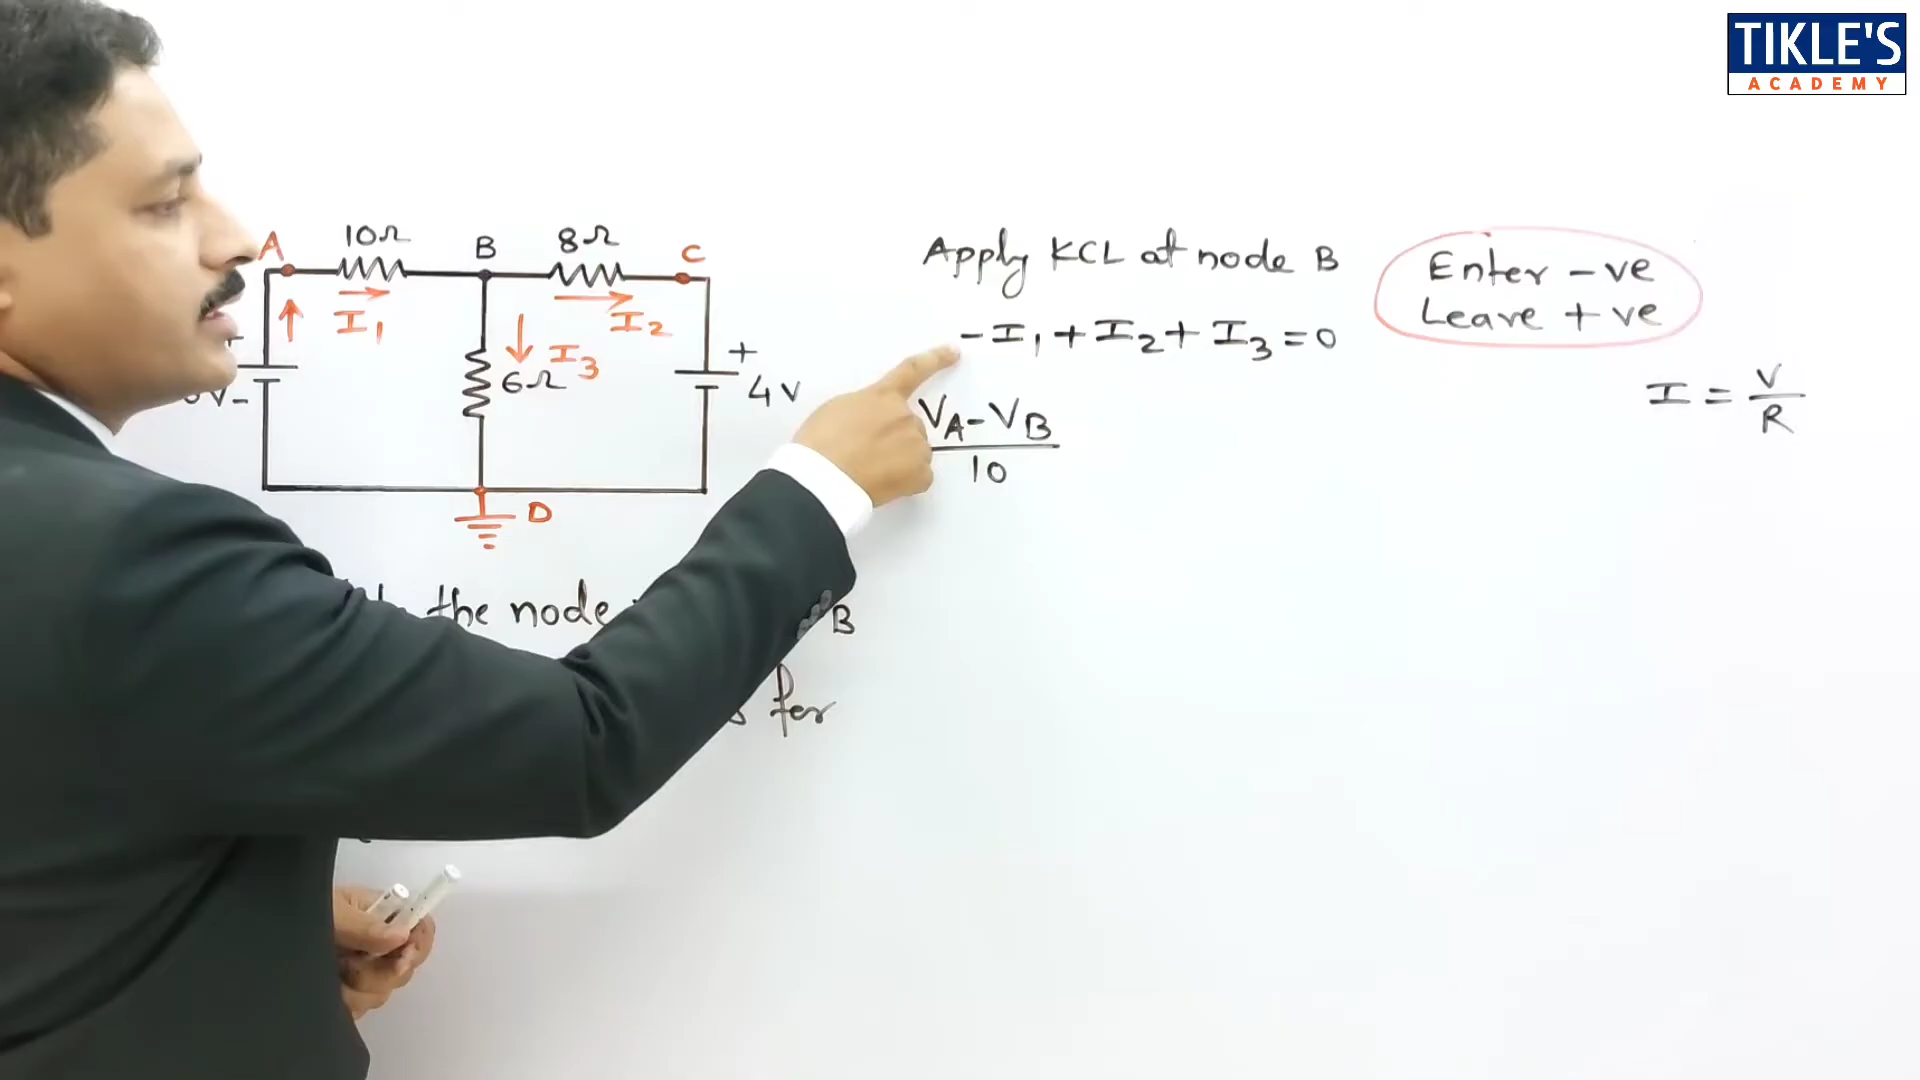 TIKLE'S
ACADEMY
A 10Ω B 8Ω C
I1 I2
I3
6Ω
+
V-
+
4V
D
the node
B
for
Apply KCL at node B
-I1+I2+I3=0
VA-VB
10
Enter -ve
Leave +ve
I = V
R